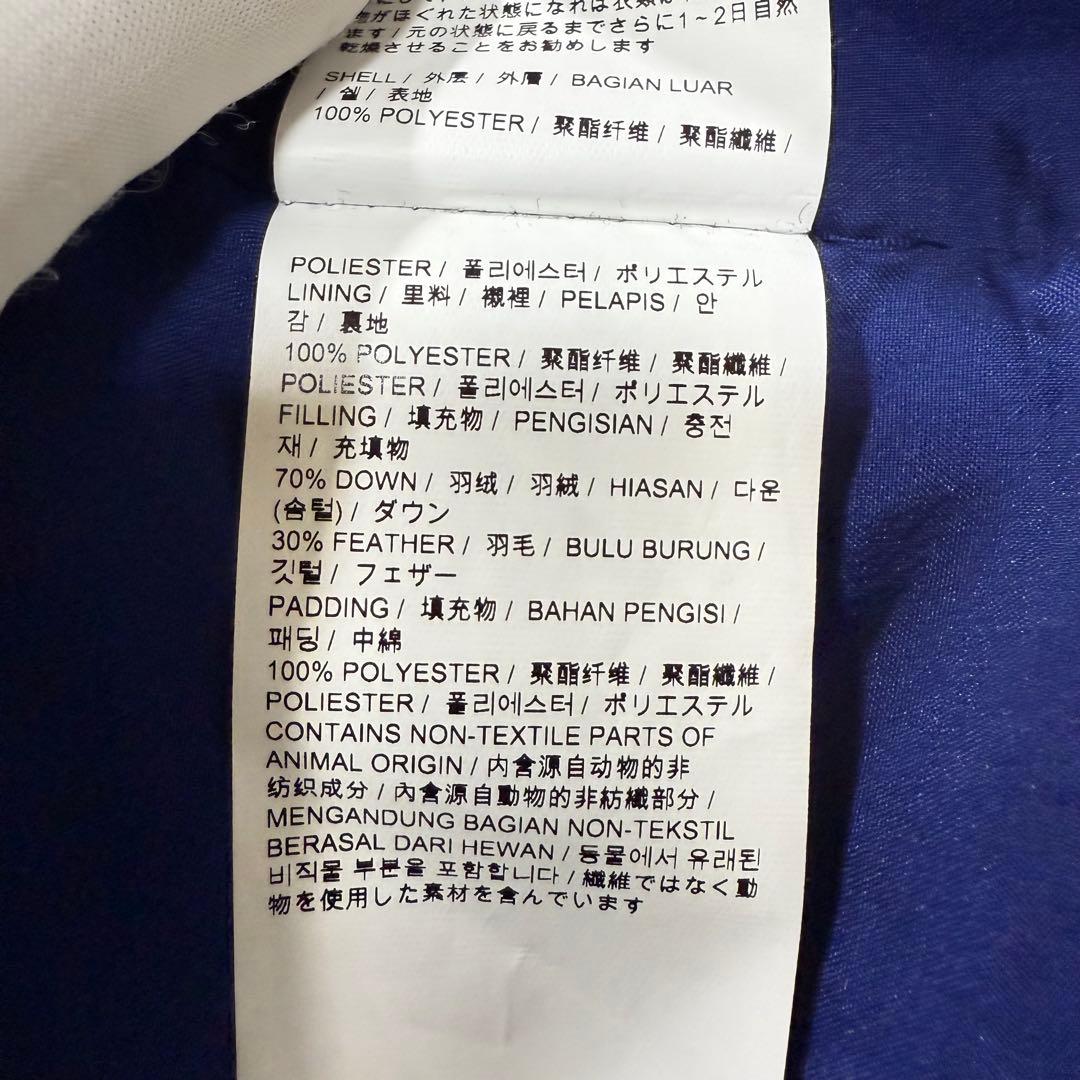 がほぐれた状態になれば衣類
ます/元の状態に戻るまでさらに1~2日自然
乾燥させることをお勧めします
SHELL / 外层 / 外層 / BAGIAN LUAR
/ 쉘 / 表地
100% POLYESTER / 聚酯纤维 / 聚酯纖維 /
POLIESTER / 폴리에스터 / ポリエステル
LINING / 里料 / 襯裡 / PELAPIS / 안
감 / 裏地
100% POLYESTER / 聚酯纤维 / 聚酯纖維 /
POLIESTER / 폴리에스터 / ポリエステル
FILLING / 填充物 / PENGISIAN / 충전
재 / 充填物
70% DOWN / 羽绒 / 羽絨 / HIASAN / 다운
(솜털) / ダウン
30% FEATHER / 羽毛 / BULU BURUNG /
깃털 / フェザー
PADDING / 填充物 / BAHAN PENGISI /
패딩 / 中綿
100% POLYESTER / 聚酯纤维 / 聚酯纖維 /
POLIESTER / 폴리에스터 / ポリエステル
CONTAINS NON-TEXTILE PARTS OF
ANIMAL ORIGIN / 内含源自动物的非
纺织成分 / 內含源自動物的非紡織部分 /
MENGANDUNG BAGIAN NON-TEKSTIL
BERASAL DARI HEWAN / 동물에서 유래된
비직물 부분을 포함합니다 / 繊維ではなく動
物を使用した素材を含んでいます